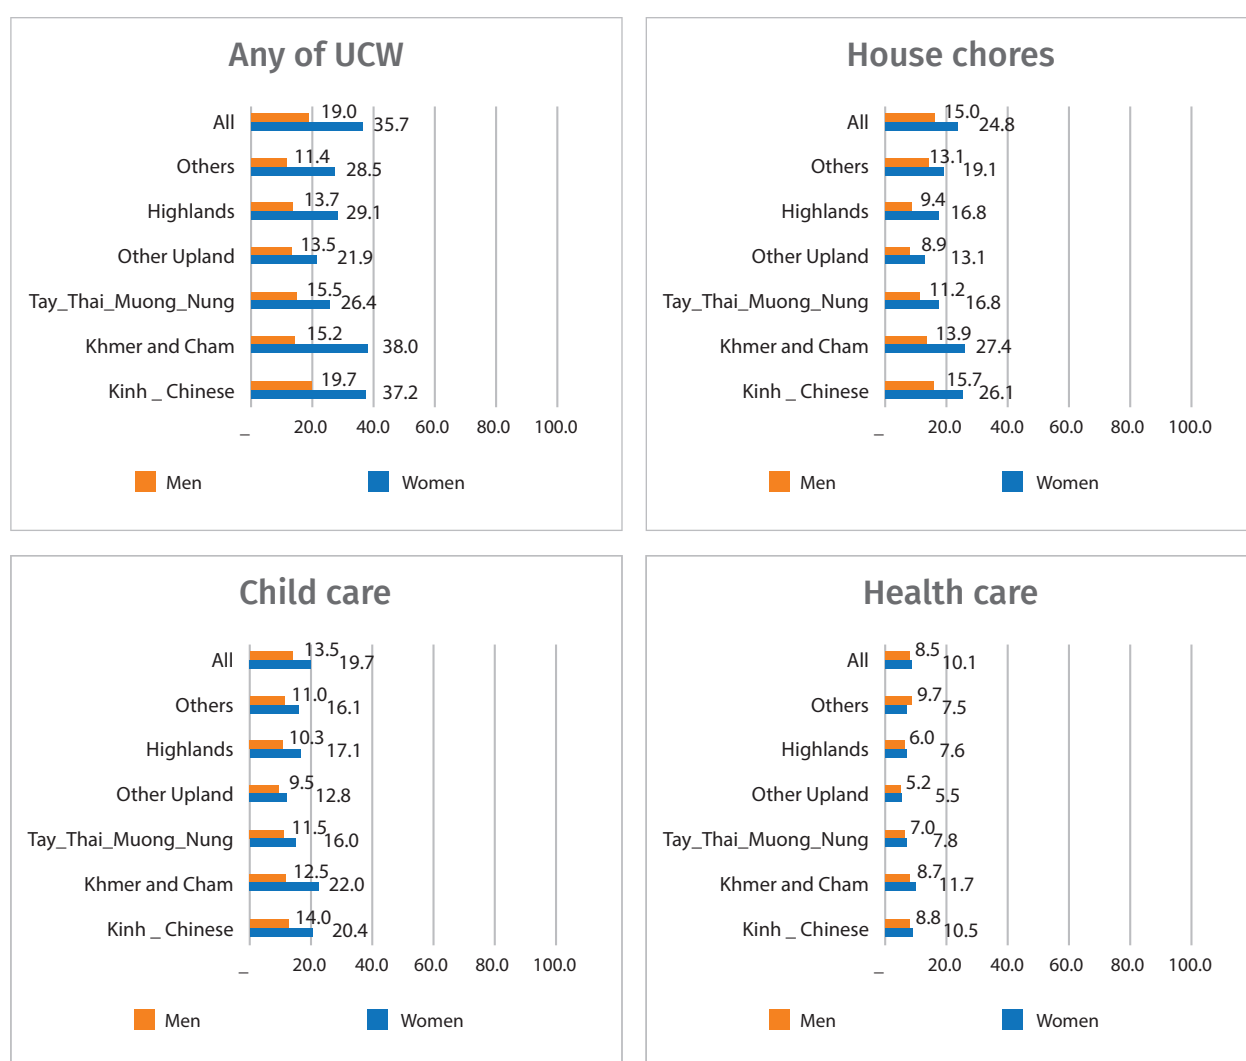 Any of UCW
All 19.0 35.7
Others 11.4 28.5
Highlands 13.7 29.1
Other Upland 13.5 21.9
Tay_Thai_Muong_Nung 15.5 26.4
Khmer and Cham 15.2 38.0
Kinh _ Chinese 19.7 37.2
_ 20.0 40.0 60.0 80.0 100.0
Men Women
House chores
All 15.0 24.8
Others 13.1 19.1
Highlands 9.4 16.8
Other Upland 8.9 13.1
Tay_Thai_Muong_Nung 11.2 16.8
Khmer and Cham 13.9 27.4
Kinh _ Chinese 15.7 26.1
_ 20.0 40.0 60.0 80.0 100.0
Men Women
Child care
All 13.5 19.7
Others 11.0 16.1
Highlands 10.3 17.1
Other Upland 9.5 12.8
Tay_Thai_Muong_Nung 11.5 16.0
Khmer and Cham 12.5 22.0
Kinh _ Chinese 14.0 20.4
_ 20.0 40.0 60.0 80.0 100.0
Men Women
Health care
All 8.5 10.1
Others 9.7 7.5
Highlands 6.0 7.6
Other Upland 5.2 5.5
Tay_Thai_Muong_Nung 7.0 7.8
Khmer and Cham 8.7 11.7
Kinh _ Chinese 8.8 10.5
_ 20.0 40.0 60.0 80.0 100.0
Men Women